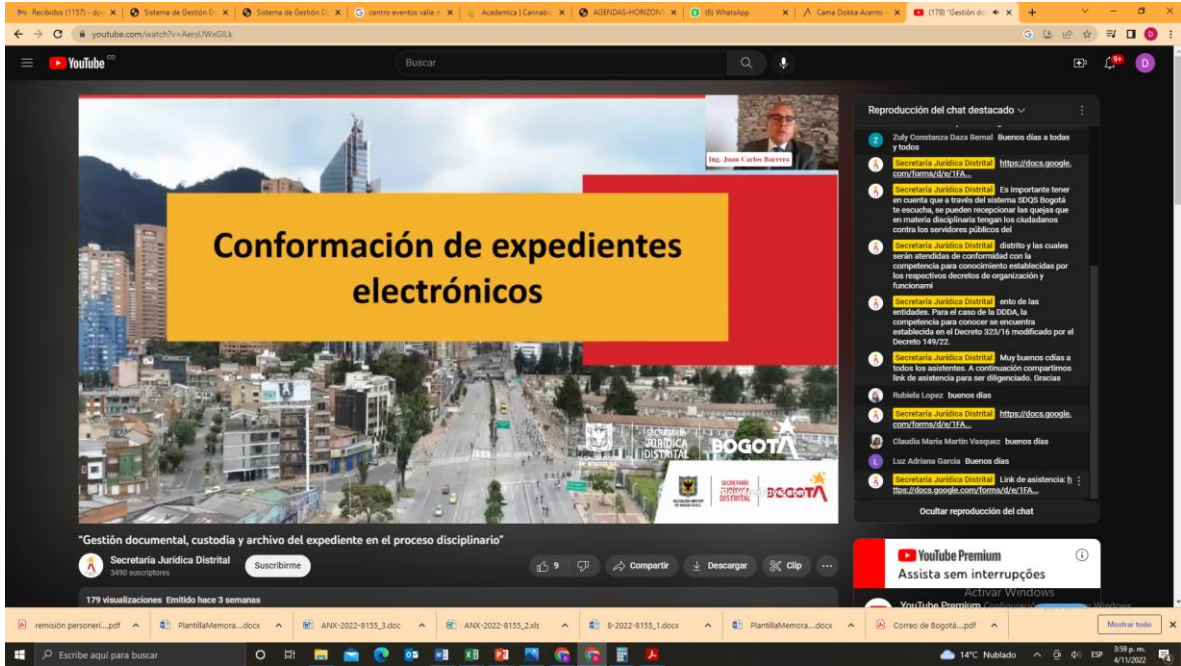 Recibidos (1157) - dp
Sistema de Gestión D
Sistema de Gestión D
centro eventos valle
Academica | Cannabi
AGENDAS-HORIZONT
(6) WhatsApp
Cama Dokka Acento
(179) "Gestión do
youtube.com/watch?v=AersUWxGlLk
YouTube CO
Buscar
9+
D
Ing. Juan Carlos Barrera
Conformación de expedientes
electrónicos
SECRETARÍA
JURÍDICA
DISTRITAL
BOGOTÁ
SECRETARÍA
JURÍDICA
DISTRITAL
BOGOTÁ
"Gestión documental, custodia y archivo del expediente en el proceso disciplinario"
Secretaría Jurídica Distrital
3490 suscriptores
Suscribirme
9
Compartir
Descargar
Clip
179 visualizaciones Emitido hace 3 semanas
Reproducción del chat destacado
Zuly Constanza Daza Bernal Buenos días a todas
y todos
Secretaría Jurídica Distrital https://docs.google.
com/forms/d/e/1FA...
Secretaría Jurídica Distrital Es importante tener
en cuenta que a través del sistema SDQS Bogotá
te escucha, se pueden recepcionar las quejas que
en materia disciplinaria tengan los ciudadanos
contra los servidores públicos del
Secretaría Jurídica Distrital distrito y las cuales
serán atendidas de conformidad con la
competencia para conocimiento establecidas por
los respectivos decretos de organización y
funcionami
Secretaría Jurídica Distrital ento de las
entidades. Para el caso de la DDDA, la
competencia para conocer se encuentra
establecida en el Decreto 323/16 modificado por el
Decreto 149/22.
Secretaría Jurídica Distrital Muy buenos cdías a
todos los asistentes. A continuación compartimos
link de asistencia para ser diligenciado. Gracias
Rubiela Lopez buenos días
Secretaría Jurídica Distrital https://docs.google.
com/forms/d/e/1FA...
Claudia Maria Martin Vasquez buenos dias
Luz Adriana García Buenos días
Secretaría Jurídica Distrital Link de asistencia: h
ttps://docs.google.com/forms/d/e/1FA...
Ocultar reproducción del chat
YouTube Premium
Assista sem interrupções
Activar Windows
YouTube Premium
remisión personerí....pdf
PlantillaMemora....docx
ANX-2022-8155_3.doc
ANX-2022-8155_2.xls
8-2022-8155_1.docx
PlantillaMemora....docx
Correo de Bogotá....pdf
Mostrar todo
Escribe aquí para buscar
14°C Nublado
ESP
3:59 p. m.
4/11/2022